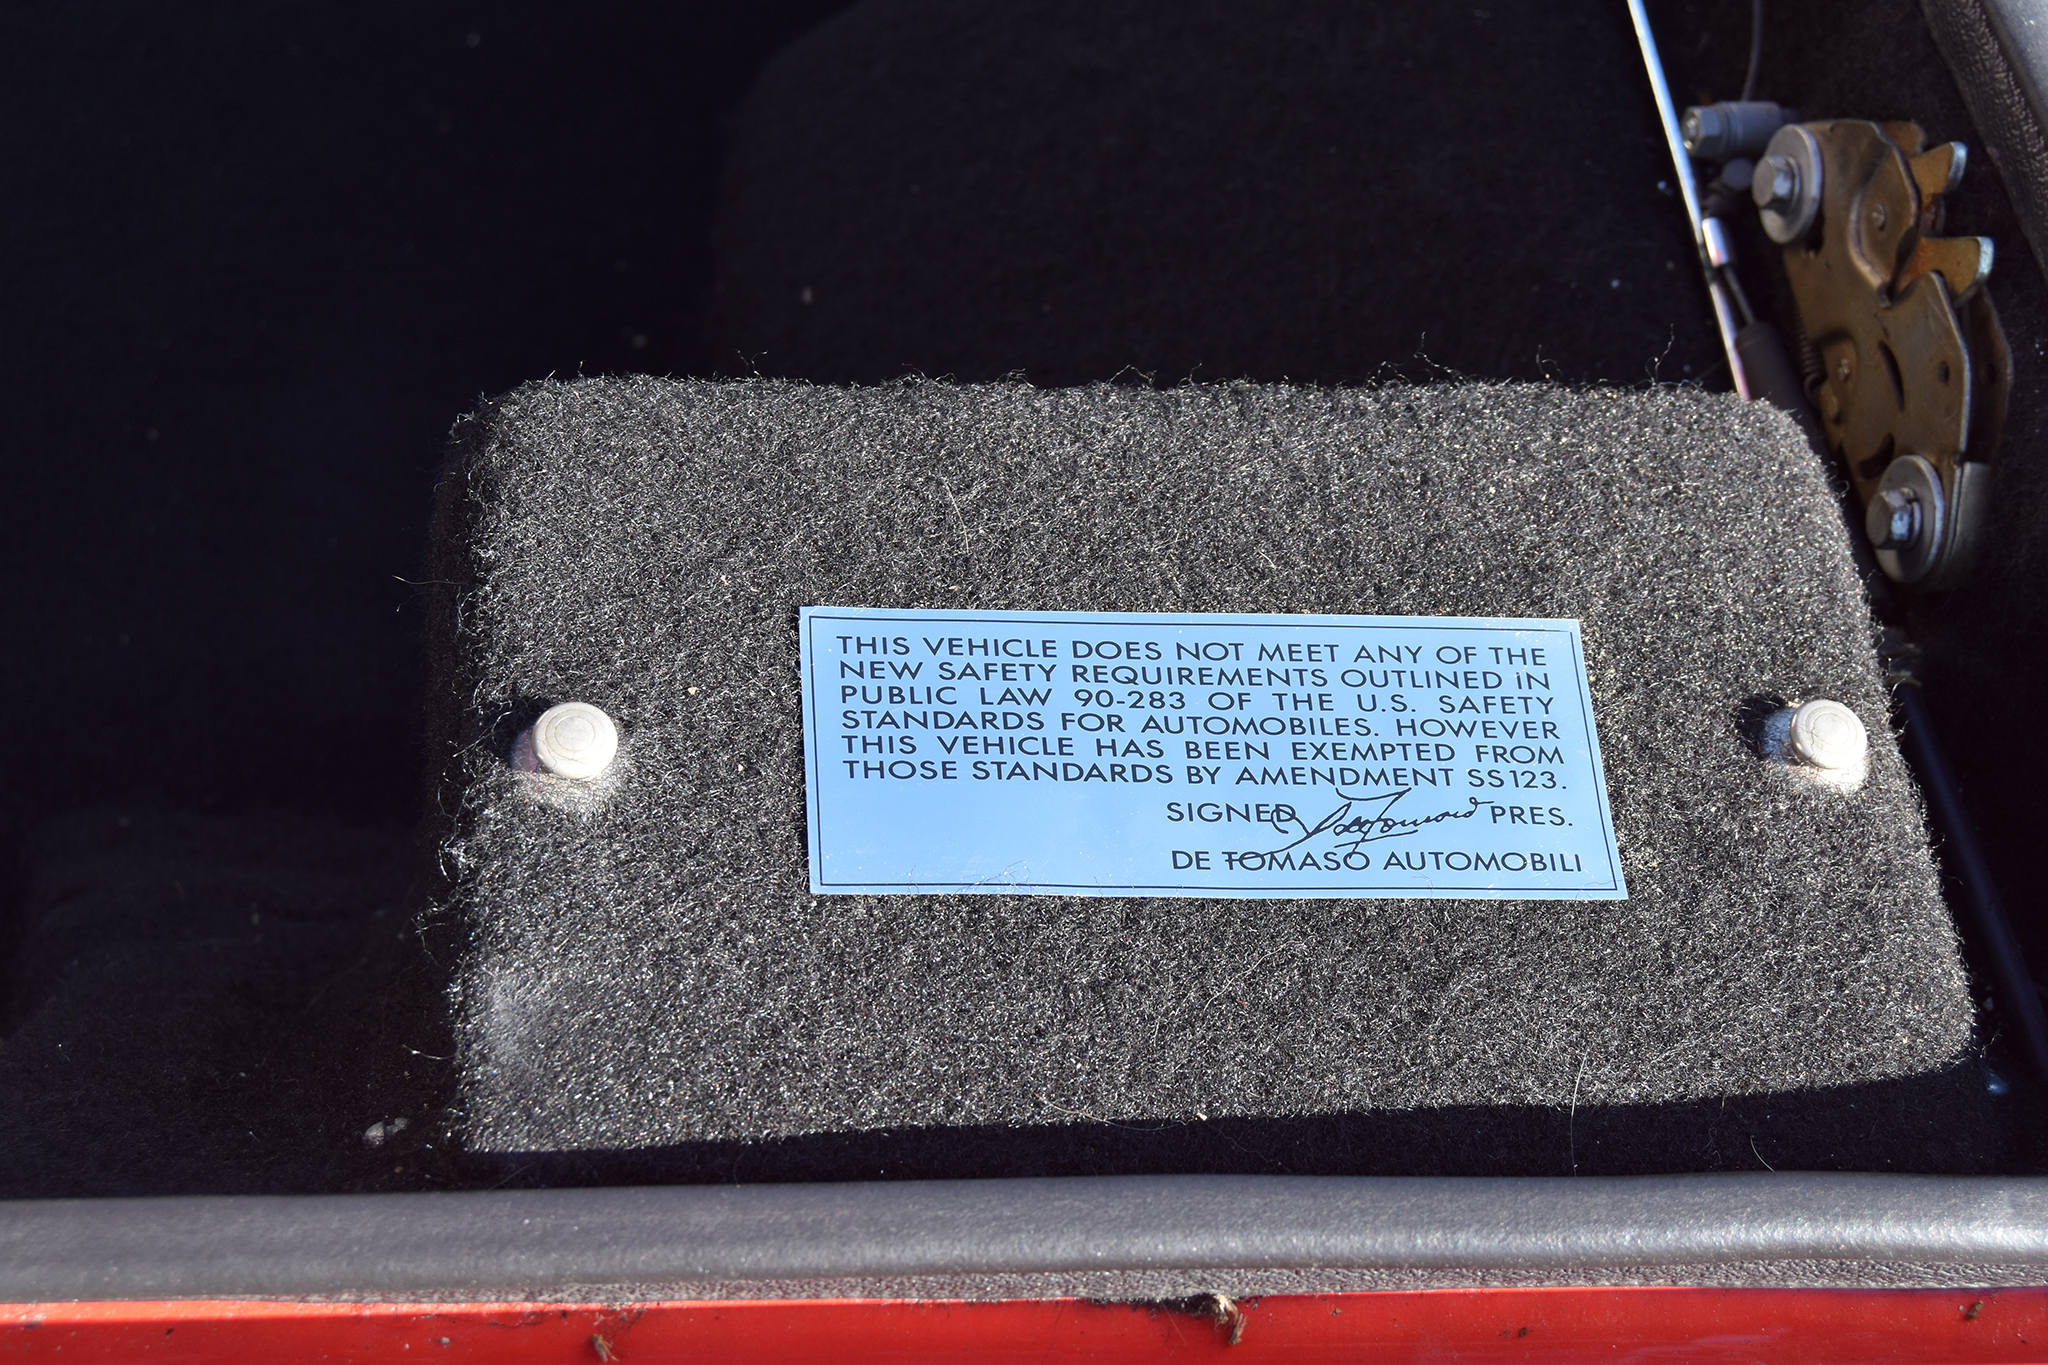 THIS VEHICLE DOES NOT MEET ANY OF THE
NEW SAFETY REQUIREMENTS OUTLINED IN
PUBLIC LAW 90-283 OF THE U.S. SAFETY
STANDARDS FOR AUTOMOBILES. HOWEVER
THIS VEHICLE HAS BEEN EXEMPTED FROM
THOSE STANDARDS BY AMENDMENT SS123.
SIGNED PRES.
DE TOMASO AUTOMOBILI